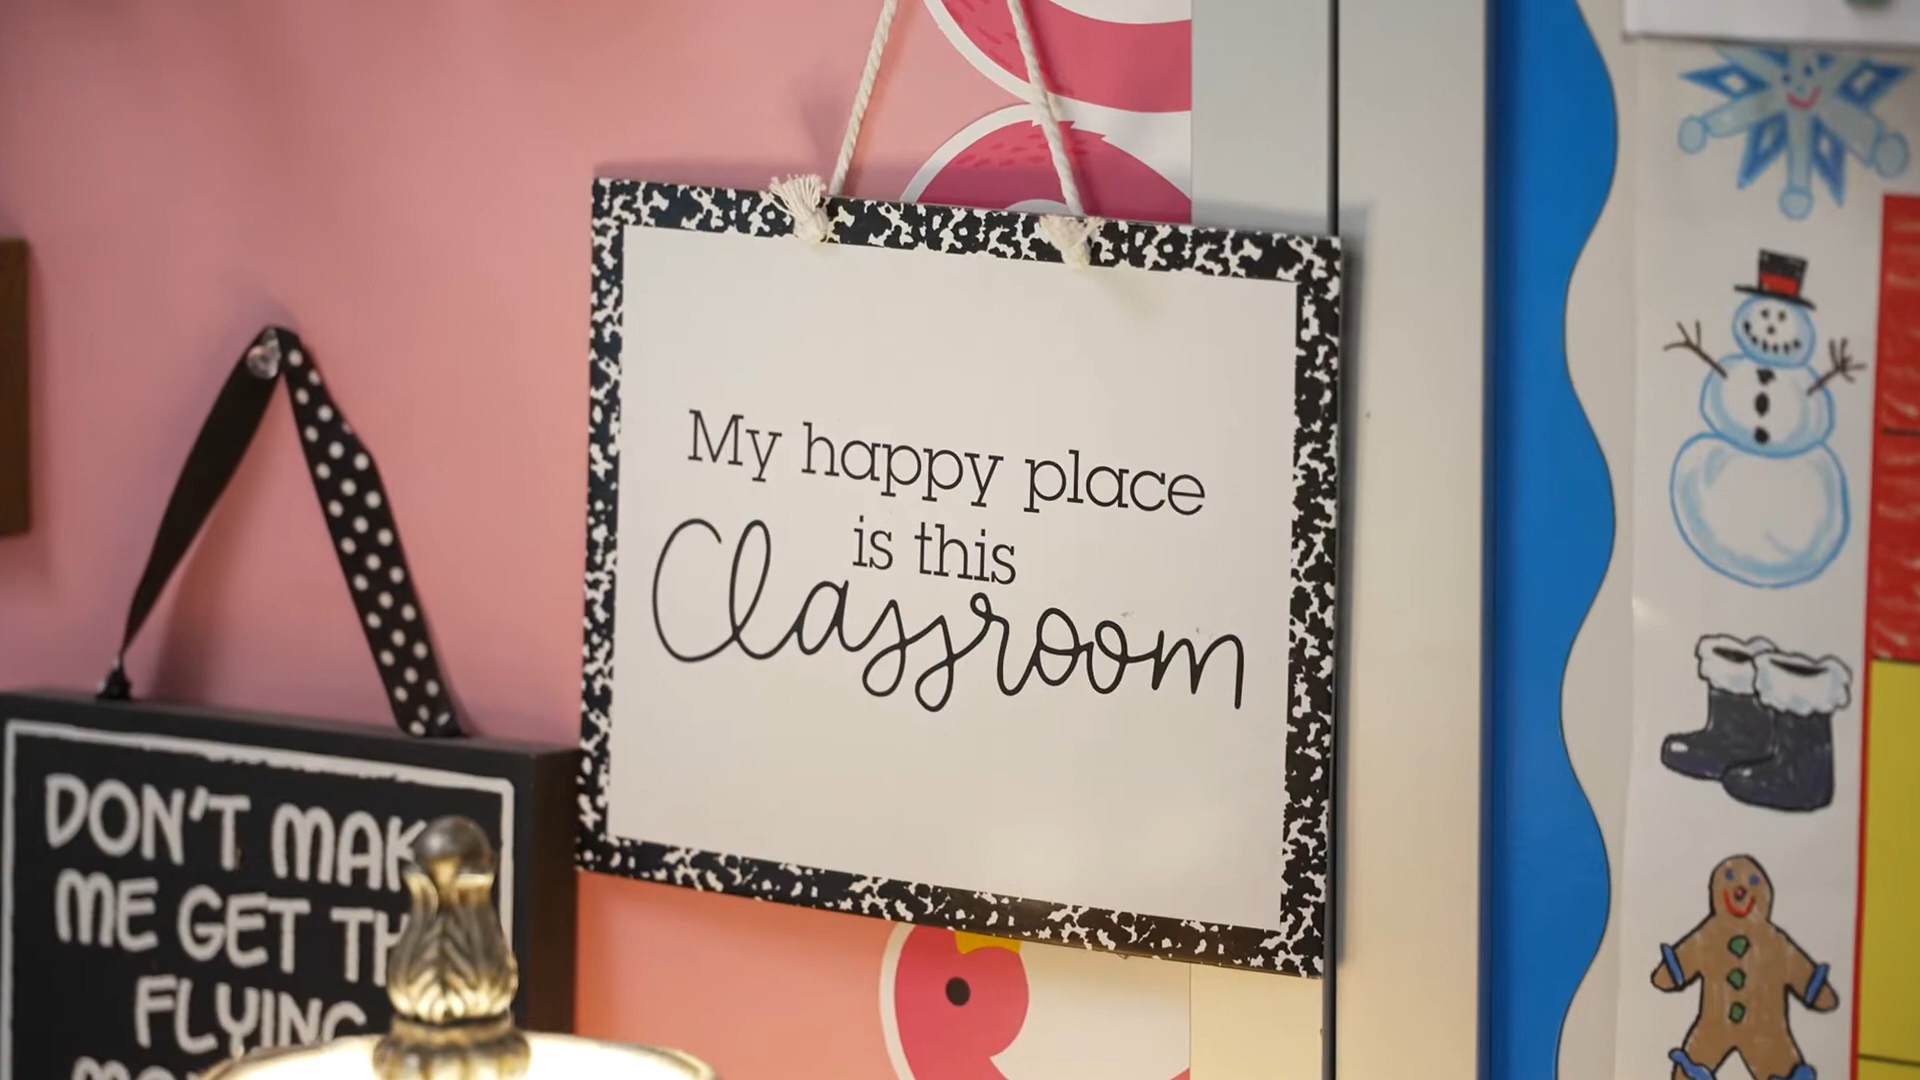 My happy place
is this
Classroom
DON'T MAK
ME GET TH
FLYING